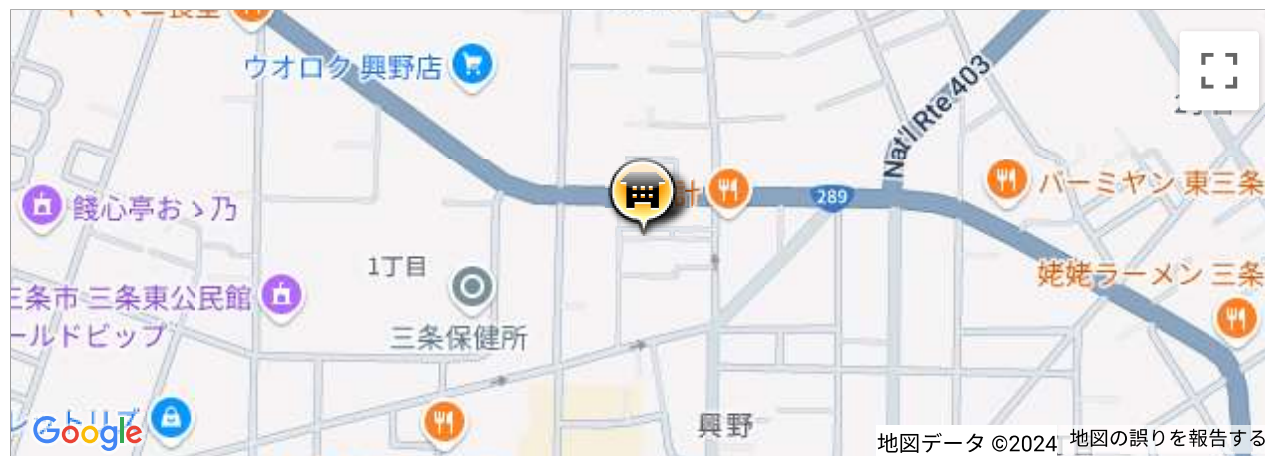 ウオロク 興野店
Nat'l Rte 403
289
バーミヤン 東三条
餞心亭おゝ乃
1丁目
姥姥ラーメン 三条
三条市 三条東公民館
ールドビップ
三条保健所
興野
Google
地図データ ©2024
地図の誤りを報告する